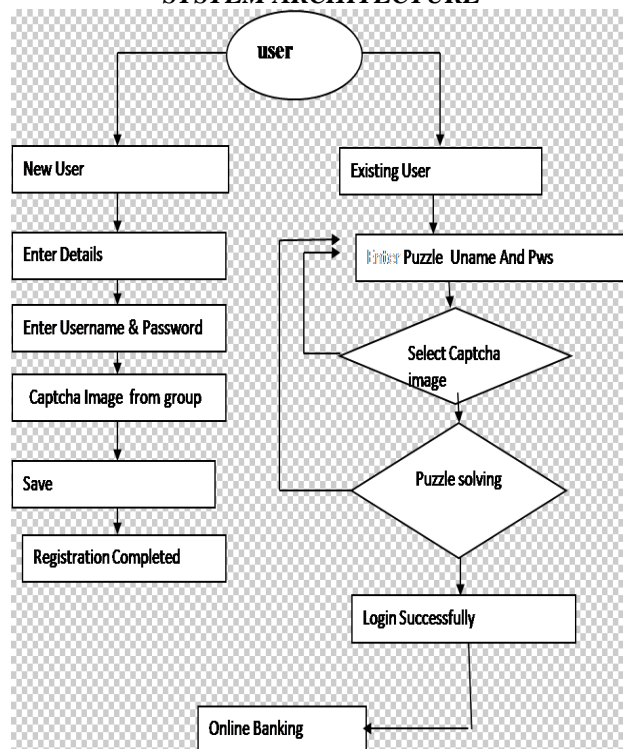 SYSTEM ARCHITECTURE
user
New User
Enter Details
Enter Username & Password
Captcha Image from group
Save
Registration Completed
Existing User
Enter Puzzle Uname And Pws
Select Captcha
image
Puzzle solving
Login Successfully
Online Banking